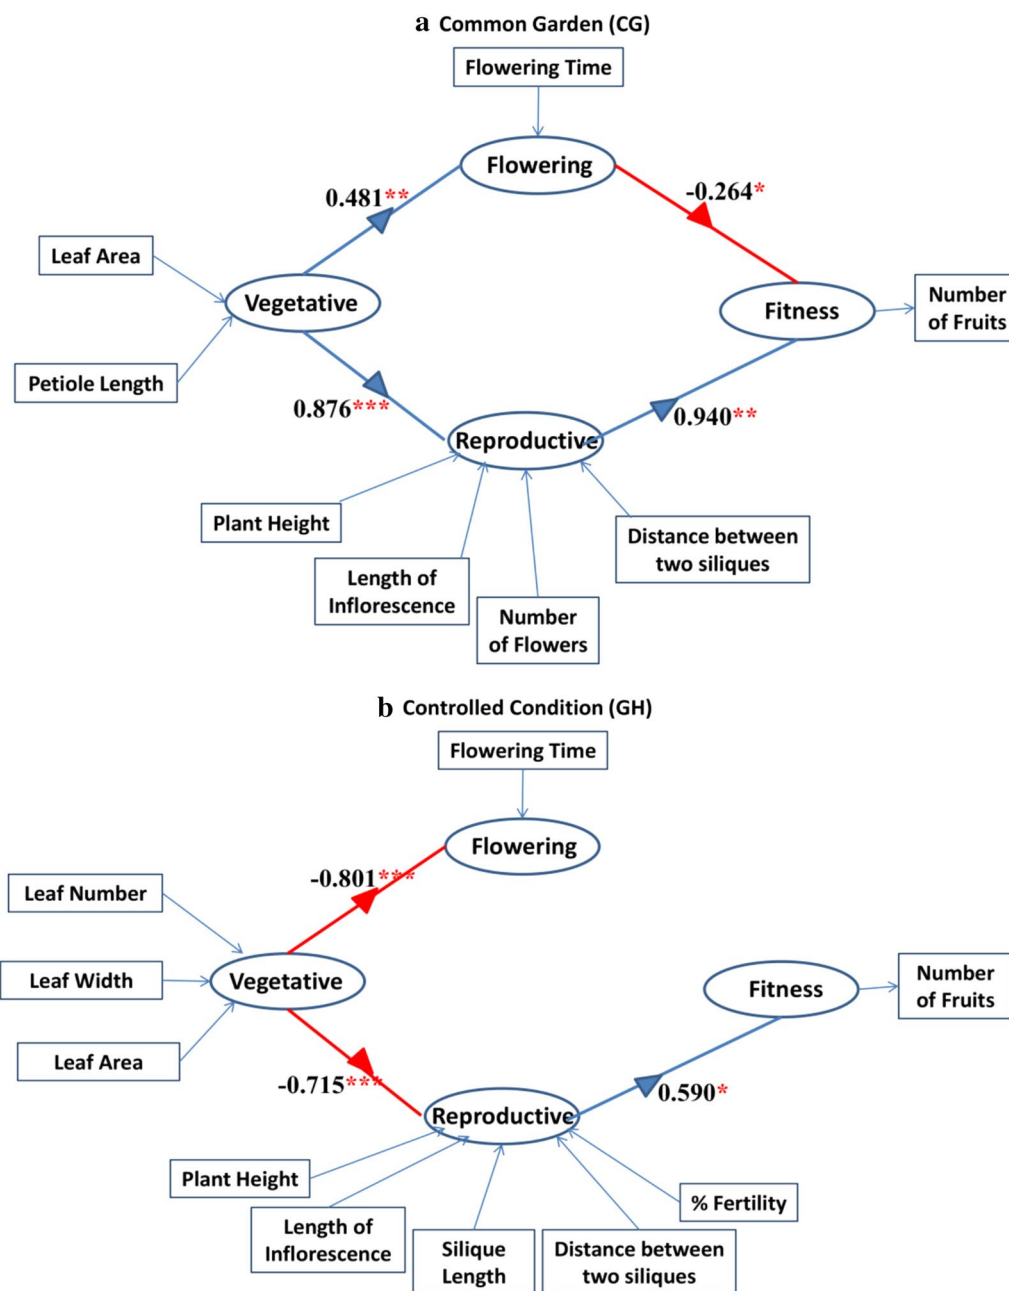 a Common Garden (CG)
Flowering Time
Flowering
0.481**
-0.264*
Leaf Area
Vegetative
Fitness
Number
of Fruits
Petiole Length
0.876***
0.940**
Reproductive
Plant Height
Distance between
two siliques
Length of
Inflorescence
Number
of Flowers
b Controlled Condition (GH)
Flowering Time
Flowering
-0.801***
Leaf Number
Leaf Width
Vegetative
Fitness
Number
of Fruits
Leaf Area
-0.715***
0.590*
Reproductive
Plant Height
% Fertility
Length of
Inflorescence
Silique
Length
Distance between
two siliques